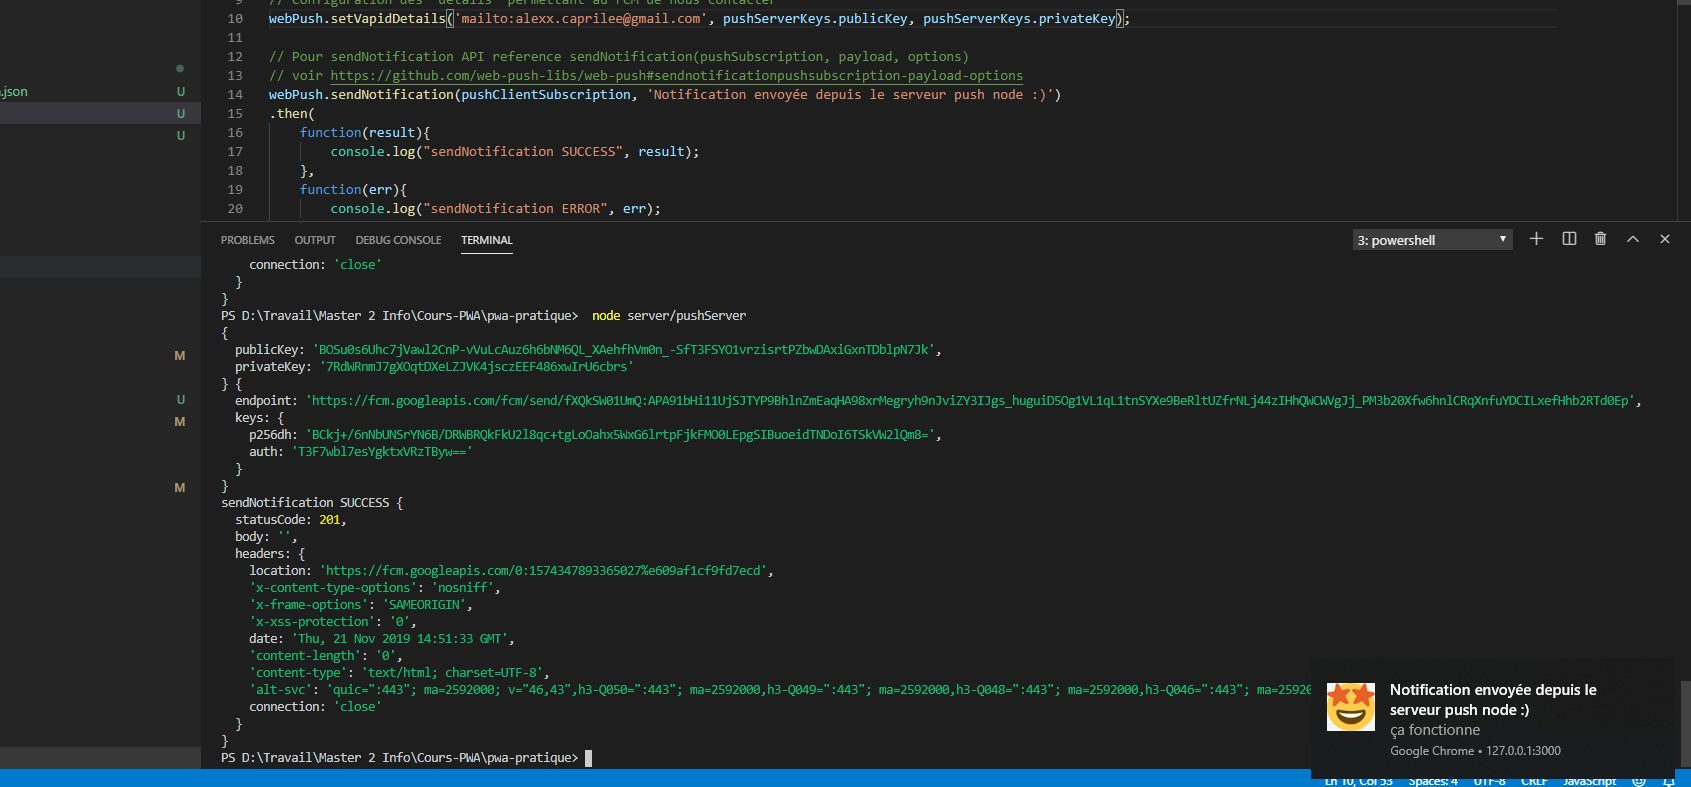 // Configuration des "détails" permettant au FCM de nous contacter
10 webPush.setVapidDetails('mailto:alexx.caprilee@gmail.com', pushServerKeys.publicKey, pushServerKeys.privateKey);
11
12 // Pour sendNotification API reference sendNotification(pushSubscription, payload, options)
.json
13 // voir https://github.com/web-push-libs/web-push#sendnotificationpushsubscription-payload-options
U
14 webPush.sendNotification(pushClientSubscription, 'Notification envoyée depuis le serveur push node :)')
U
15 .then(
16 function(result){
U
17 console.log("sendNotification SUCCESS", result);
18 },
19 function(err){
20 console.log("sendNotification ERROR", err);
PROBLEMS OUTPUT DEBUG CONSOLE TERMINAL 3: powershell
connection: 'close'
}
}
PS D:\Travail\Master 2 Info\Cours-PWA\pwa-pratique> node server/pushServer
{
publicKey: 'BOSu0s6Uhc7jVawl2CnP-vVuLcAuz6h6bNM6QL_XAehfhVm0n_-SfT3FSYO1vrzisrtPZbwDAxiGxnTDblpN7Jk',
M
privateKey: '7RdWRnmJ7gXOqtDXeLZJVK4jsczEEF486xwIrU6cbrs'
} {
endpoint: 'https://fcm.googleapis.com/fcm/send/fXQkSW01UmQ:APA91bHi11UjSJTYP9BhlnZmEaqHA98xrMegryh9nJviZY3IJgs_huguiD5Og1VL1qL1tnSYXe9BeRltUZfrNLj44zIHhQWCWVgJj_PM3b20Xfw6hnlCRqXnfuYDCILxefHhb2RTd0Ep',
U
keys: {
M
p256dh: 'BCkj+/6nNbUNSrYN6B/DRWBRQkFkU2l8qc+tgLoOahx5WxG6lrtpFjkFMO0LEpgSIBuoeidTNDoI6TSkVW2lQm8=',
auth: 'T3F7wbl7esYgktxVRzTByw=='
}
}
M
sendNotification SUCCESS {
statusCode: 201,
body: '',
headers: {
location: 'https://fcm.googleapis.com/0:1574347893365027%e609af1cf9fd7ecd',
'x-content-type-options': 'nosniff',
'x-frame-options': 'SAMEORIGIN',
'x-xss-protection': '0',
date: 'Thu, 21 Nov 2019 14:51:33 GMT',
'content-length': '0',
'content-type': 'text/html; charset=UTF-8',
'alt-svc': 'quic=":443"; ma=2592000; v="46,43",h3-Q050=":443"; ma=2592000,h3-Q049=":443"; ma=2592000,h3-Q048=":443"; ma=2592000,h3-Q046=":443"; ma=2592
connection: 'close'
}
}
PS D:\Travail\Master 2 Info\Cours-PWA\pwa-pratique>
Notification envoyée depuis le
serveur push node :)
ça fonctionne
Google Chrome • 127.0.0.1:3000
Ln 10, Col 53 Spaces: 4 UTF-8 CRLF JavaScript